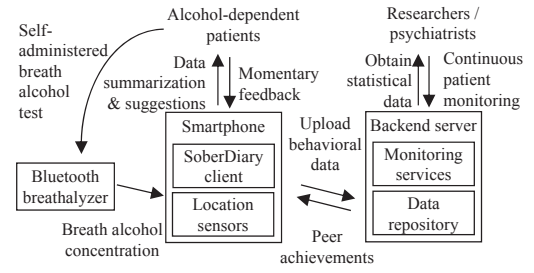 Self-
administered
breath
alcohol
test
Alcohol-dependent
patients
Researchers /
psychiatrists
Data
summarization
& suggestions
Momentary
feedback
Obtain
statistical
data
Continuous
patient
monitoring
Smartphone
SoberDiary
client
Location
sensors
Upload
behavioral
data
Backend server
Monitoring
services
Data
repository
Bluetooth
breathalyzer
Breath alcohol
concentration
Peer
achievements